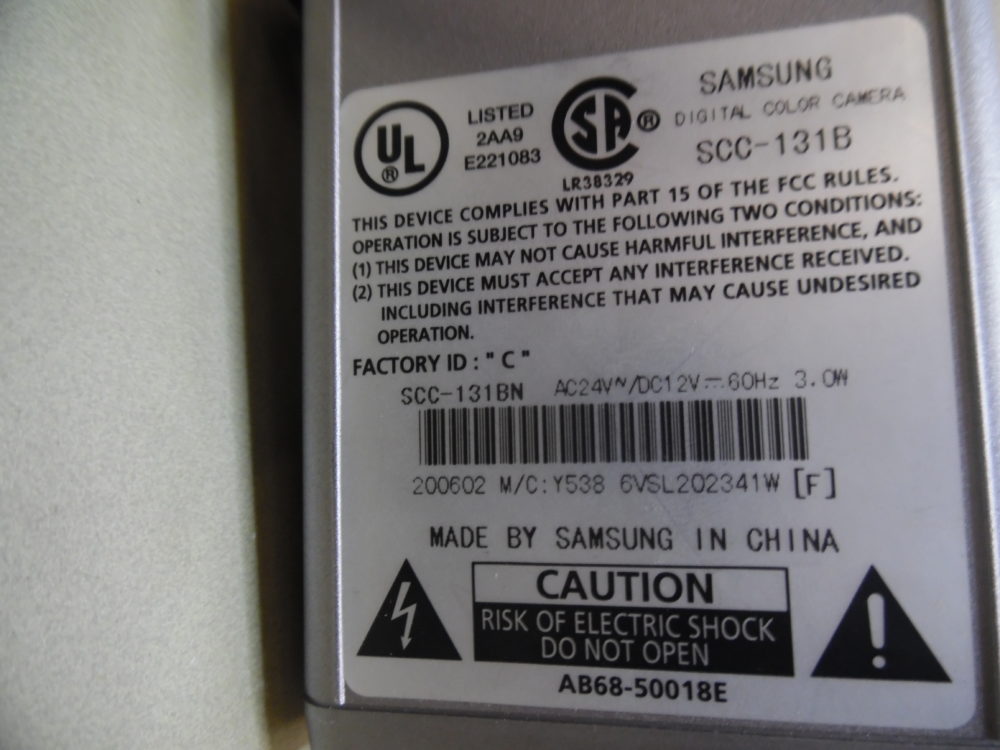 UL
®
LISTED
2AA9
E221083
SA ®
LR38329
SAMSUNG
DIGITAL COLOR CAMERA
SCC-131B
THIS DEVICE COMPLIES WITH PART 15 OF THE FCC RULES.
OPERATION IS SUBJECT TO THE FOLLOWING TWO CONDITIONS:
(1) THIS DEVICE MAY NOT CAUSE HARMFUL INTERFERENCE, AND
(2) THIS DEVICE MUST ACCEPT ANY INTERFERENCE RECEIVED.
INCLUDING INTERFERENCE THAT MAY CAUSE UNDESIRED
OPERATION.
FACTORY ID : " C "
SCC-131BN AC24V~/DC12V⎓60Hz 3.0W
200602 M/C:Y538 6VSL202341W [F]
MADE BY SAMSUNG IN CHINA
CAUTION
RISK OF ELECTRIC SHOCK
DO NOT OPEN
AB68-50018E